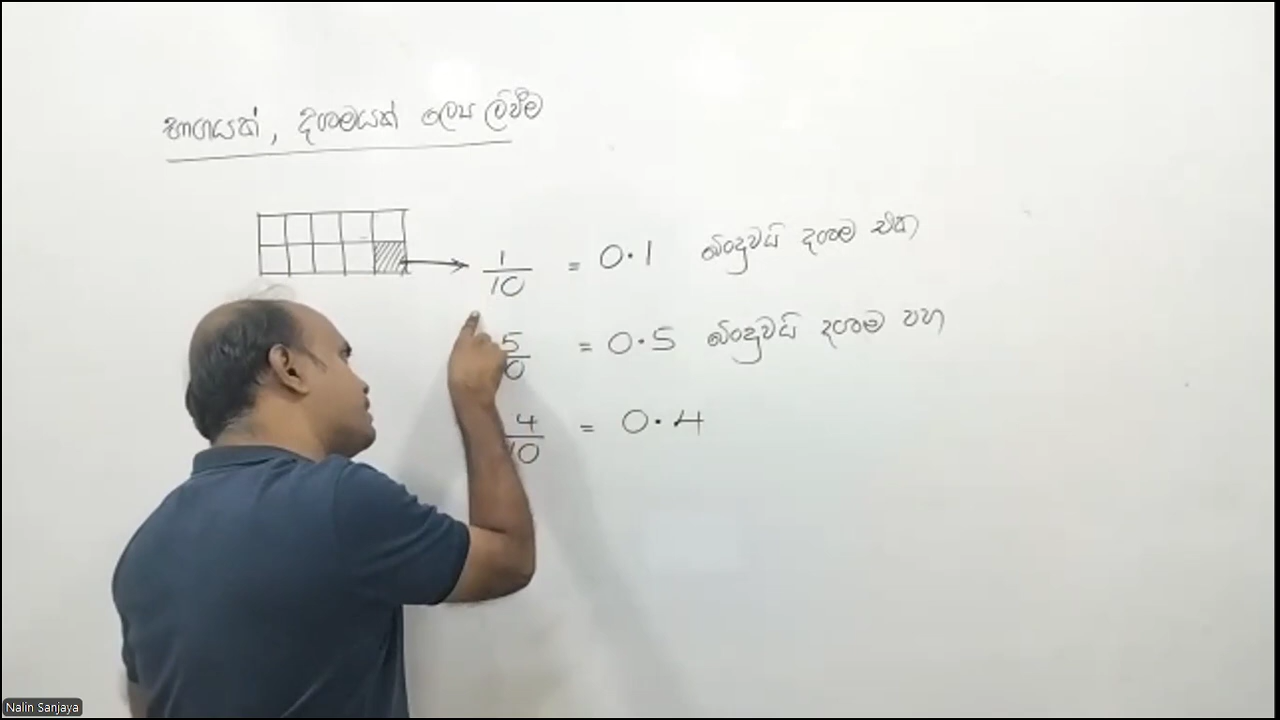 භාගයක්, දශමයක් ලෙස ලිවීම
1/10 = 0.1 බිංදුවයි දශම එක
5/0 = 0.5 බිංදුවයි දශම පහ
4/10 = 0.4
Nalin Sanjaya